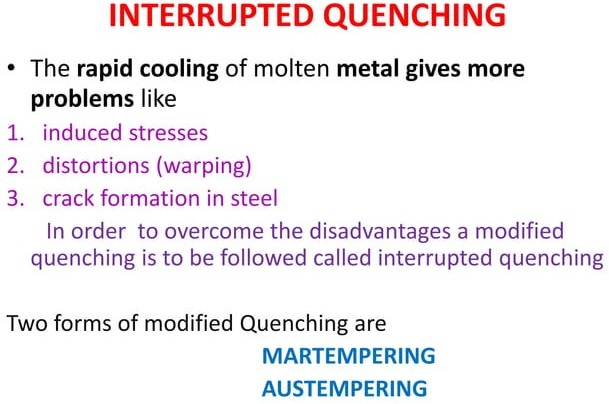 INTERRUPTED QUENCHING
• The rapid cooling of molten metal gives more
problems like
1. induced stresses
2. distortions (warping)
3. crack formation in steel
In order to overcome the disadvantages a modified
quenching is to be followed called interrupted quenching
Two forms of modified Quenching are
MARTEMPERING
AUSTEMPERING